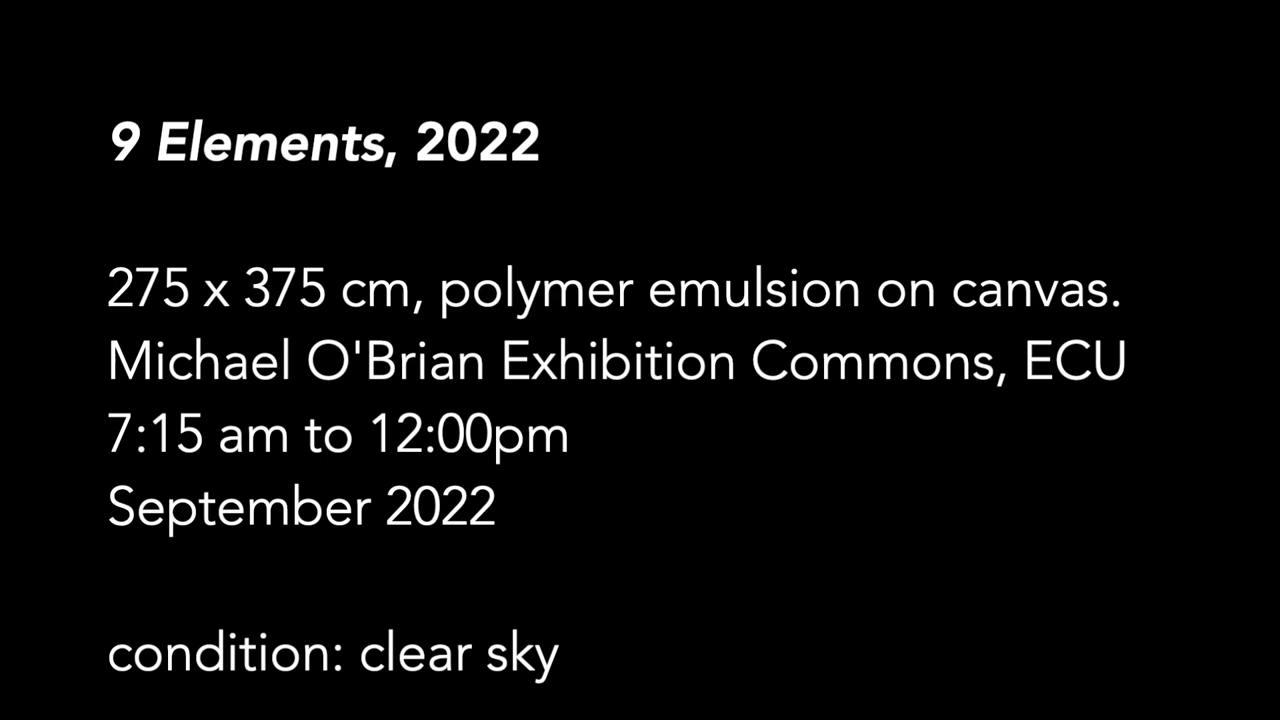 9 Elements, 2022
275 x 375 cm, polymer emulsion on canvas.
Michael O'Brian Exhibition Commons, ECU
7:15 am to 12:00pm
September 2022
condition: clear sky